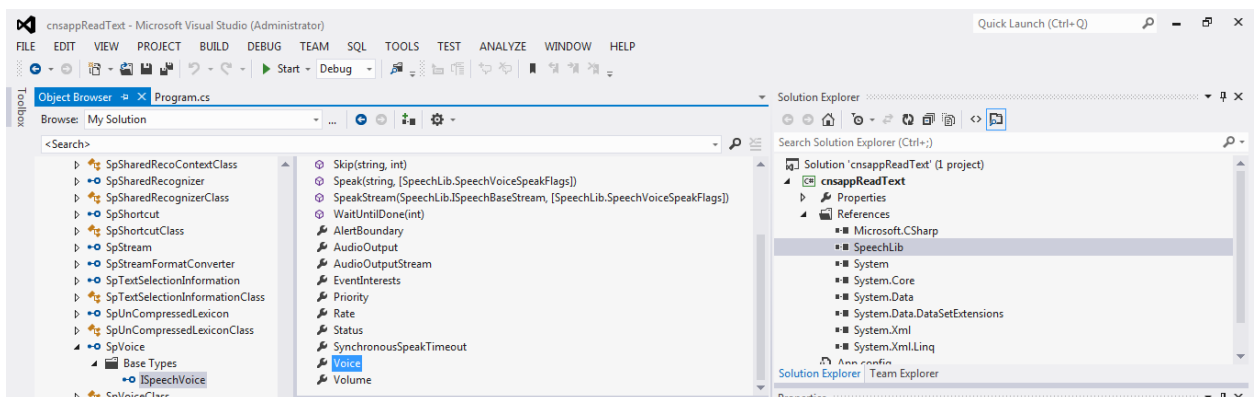 cnsappReadText - Microsoft Visual Studio (Administrator)
Quick Launch (Ctrl+Q)
FILE EDIT VIEW PROJECT BUILD DEBUG TEAM SQL TOOLS TEST ANALYZE WINDOW HELP
Start Debug
Toolbox
Object Browser Program.cs
Browse: My Solution ...
<Search>
SpSharedRecoContextClass
SpSharedRecognizer
SpSharedRecognizerClass
SpShortcut
SpShortcutClass
SpStream
SpStreamFormatConverter
SpTextSelectionInformation
SpTextSelectionInformationClass
SpUnCompressedLexicon
SpUnCompressedLexiconClass
SpVoice
Base Types
ISpeechVoice
SpVoiceClass
Skip(string, int)
Speak(string, [SpeechLib.SpeechVoiceSpeakFlags])
SpeakStream(SpeechLib.ISpeechBaseStream, [SpeechLib.SpeechVoiceSpeakFlags])
WaitUntilDone(int)
AlertBoundary
AudioOutput
AudioOutputStream
EventInterests
Priority
Rate
Status
SynchronousSpeakTimeout
Voice
Volume
Solution Explorer
Search Solution Explorer (Ctrl+;)
Solution 'cnsappReadText' (1 project)
C# cnsappReadText
Properties
References
Microsoft.CSharp
SpeechLib
System
System.Core
System.Data
System.Data.DataSetExtensions
System.Xml
System.Xml.Linq
App.config
Solution Explorer Team Explorer
Properties